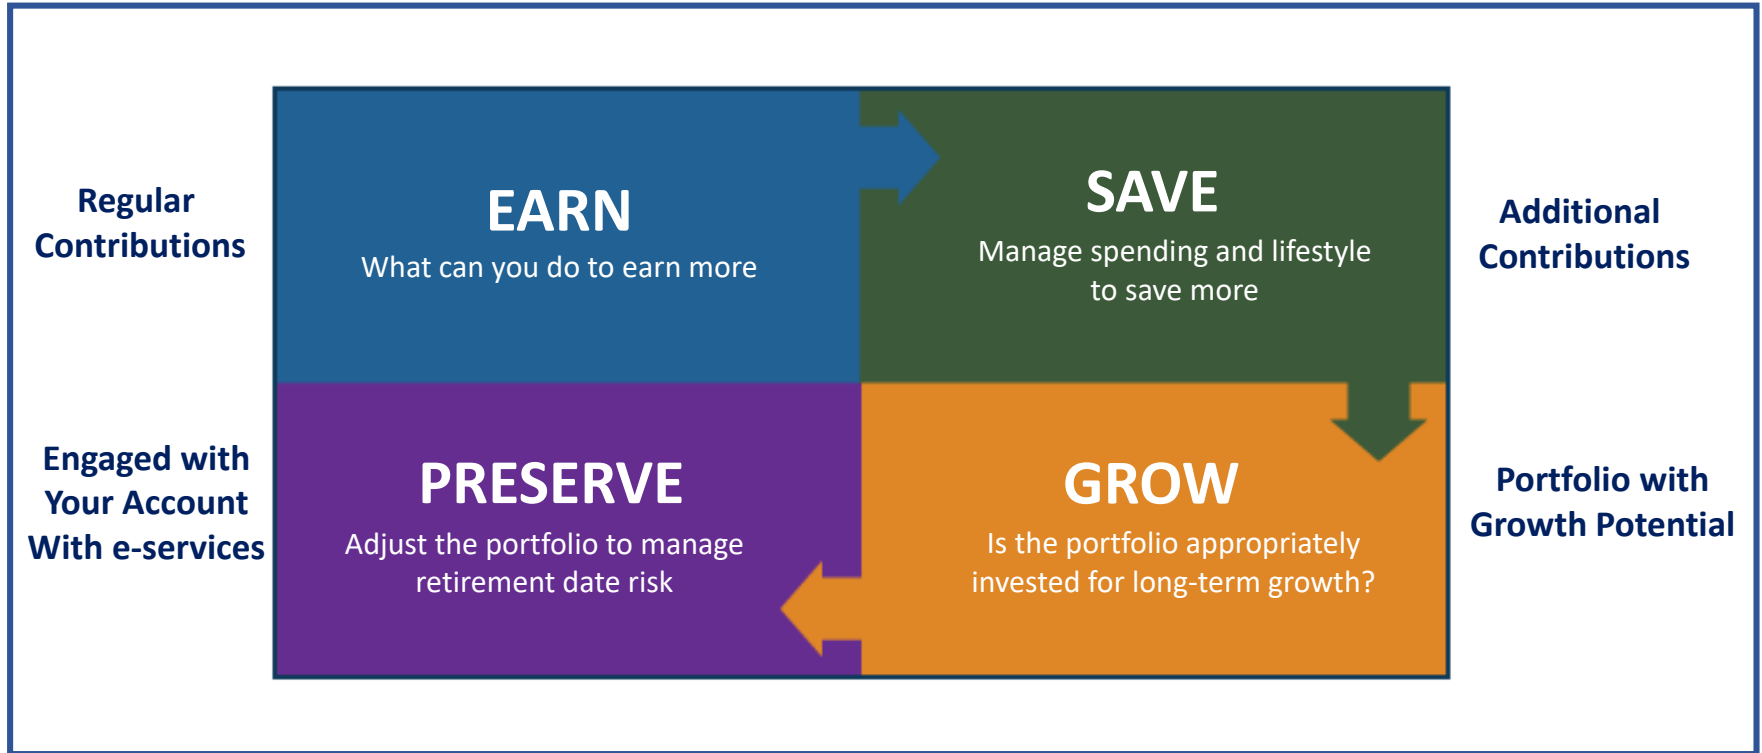 Regular
Contributions
EARN
What can you do to earn more
SAVE
Manage spending and lifestyle
to save more
Additional
Contributions
Engaged with
Your Account
With e-services
PRESERVE
Adjust the portfolio to manage
retirement date risk
GROW
Is the portfolio appropriately
invested for long-term growth?
Portfolio with
Growth Potential